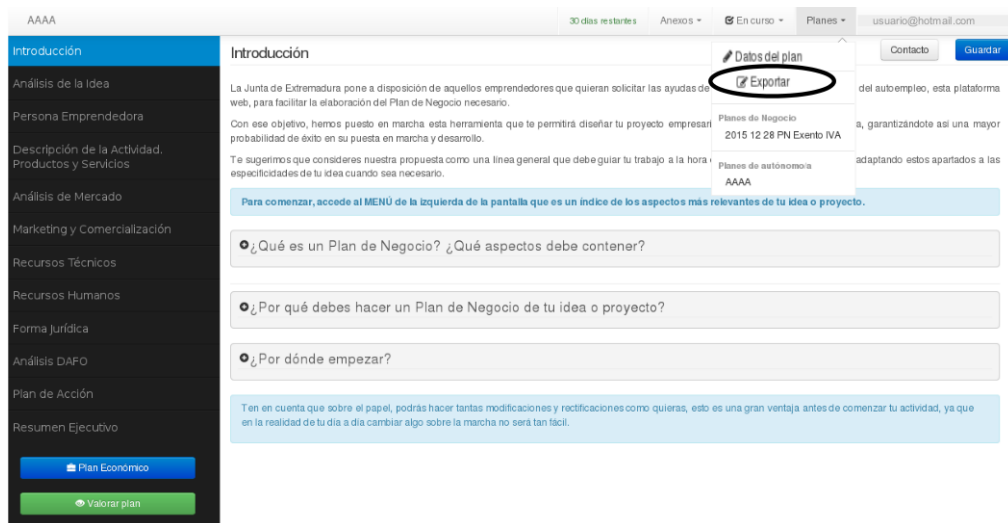 AAAA
30 días restantes
Anexos
En curso
Planes
usuario@hotmail.com
Introducción
Análisis de la Idea
Persona Emprendedora
Descripción de la Actividad.
Productos y Servicios
Análisis de Mercado
Marketing y Comercialización
Recursos Técnicos
Recursos Humanos
Forma Jurídica
Análisis DAFO
Plan de Acción
Resumen Ejecutivo
Plan Económico
Valorar plan
Introducción
Contacto
Guardar
Datos del plan
Exportar
Planes de Negocio
2015 12 28 PN Exento IVA
Planes de autónomo/a
AAAA
La Junta de Extremadura pone a disposición de aquellos emprendedores que quieran solicitar las ayudas de del autoempleo, esta plataforma
web, para facilitar la elaboración del Plan de Negocio necesario.
Con ese objetivo, hemos puesto en marcha esta herramienta que te permitirá diseñar tu proyecto a, garantizándote así una mayor
probabilidad de éxito en su puesta en marcha y desarrollo.
Te sugerimos que consideres nuestra propuesta como una línea general que debe guiar tu trabajo a la hora adaptando estos apartados a las
especificidades de tu idea cuando sea necesario.
Para comenzar, accede al MENÚ de la izquierda de la pantalla que es un índice de los aspectos más relevantes de tu idea o proyecto.
¿Qué es un Plan de Negocio? ¿Qué aspectos debe contener?
¿Por qué debes hacer un Plan de Negocio de tu idea o proyecto?
¿Por dónde empezar?
Ten en cuenta que sobre el papel, podrás hacer tantas modificaciones y rectificaciones como quieras, esto es una gran ventaja antes de comenzar tu actividad, ya que
en la realidad de tu día a día cambiar algo sobre la marcha no será tan fácil.